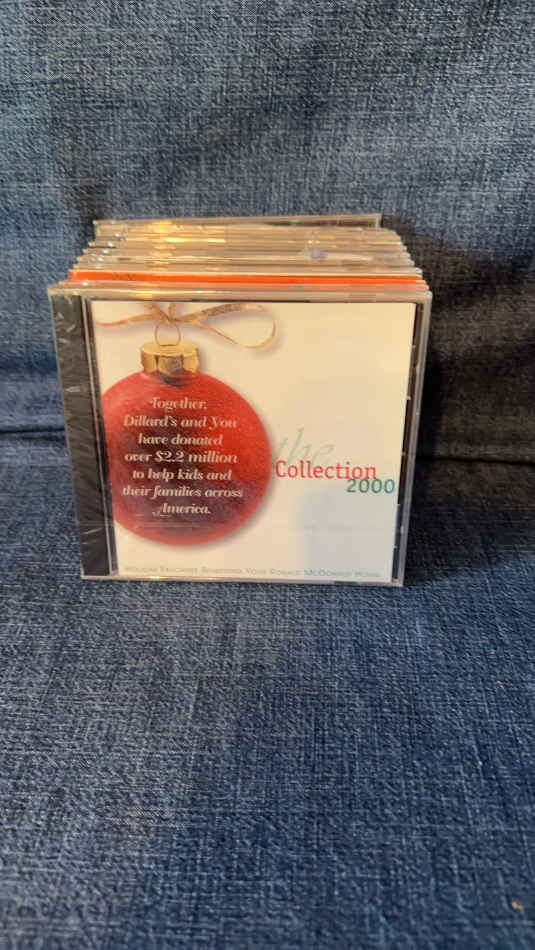 Together,
Dillard's and You
have donated
over $2.2 million
to help kids and
their families across
America.
the
Collection
2000
Holiday Favorites Benefiting Your Ronald McDonald House